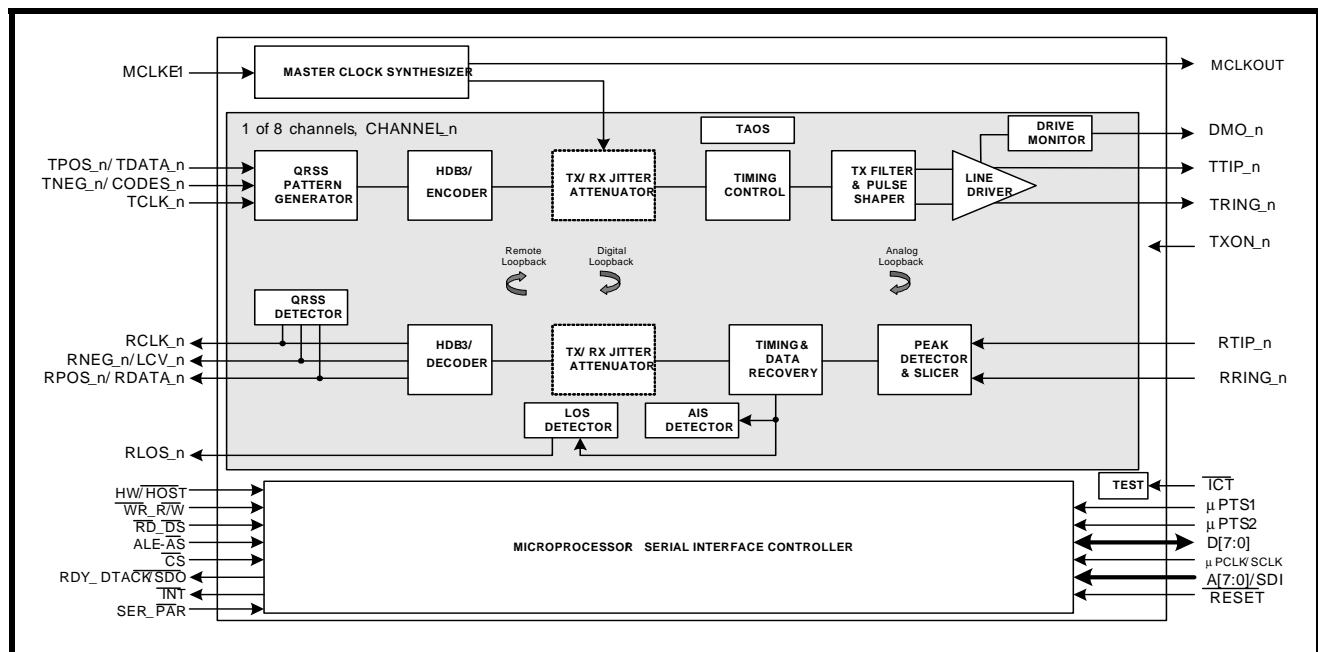 MCLKE1
MASTER CLOCK SYNTHESIZER
MCLKOUT
1 of 8 channels, CHANNEL_n
TAOS
DRIVE
MONITOR
DMO_n
TPOS_n/ TDATA_n
TNEG_n/ CODES_n
TCLK_n
QRSS
PATTERN
GENERATOR
HDB3/
ENCODER
TX/ RX JITTER
ATTENUATOR
TIMING
CONTROL
TX FILTER
& PULSE
SHAPER
LINE
DRIVER
TTIP_n
TRING_n
TXON_n
Remote
Loopback
Digital
Loopback
Analog
Loopback
QRSS
DETECTOR
RCLK_n
RNEG_n/ LCV_n
RPOS_n/ RDATA_n
HDB3/
DECODER
TX/ RX JITTER
ATTENUATOR
TIMING &
DATA
RECOVERY
PEAK
DETECTOR
& SLICER
RTIP_n
RRING_n
LOS
DETECTOR
AIS
DETECTOR
RLOS_n
TEST
ICT
HW/HOST
WR_R/W
RD_DS
ALE-AS
CS
RDY_DTACK/SDO
INT
SER_PAR
MICROPROCESSOR SERIAL INTERFACE CONTROLLER
µPTS1
µPTS2
D[7:0]
µPCLK/SCLK
A[7:0]/SDI
RESET